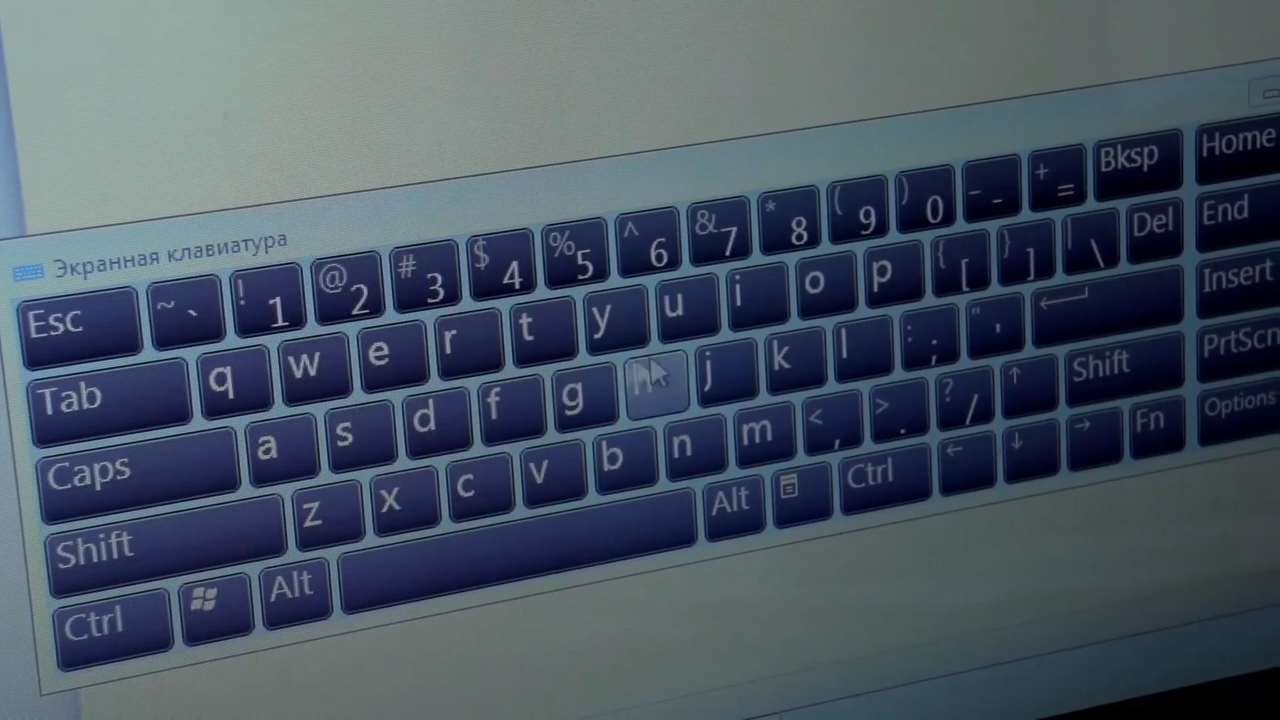 Экранная клавиатура
Esc ~ ` ! 1 @ 2 # 3 $ 4 % 5 ^ 6 & 7 * 8 ( 9 ) 0 _ - + = Bksp Home
Tab q w e r t y u i o p { [ } ] | \ Del End
Caps a s d f g h j k l : ; " ' Insert
Shift z x c v b n m < , > . ? / ↑ Shift PrtScn
Ctrl Alt Alt Ctrl ← ↓ → Fn Options